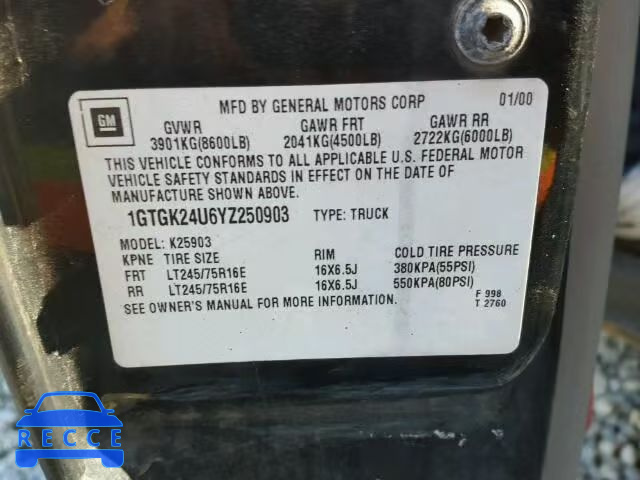 MFD BY GENERAL MOTORS CORP 01/00
GM
GVWR GAWR FRT GAWR RR
3901KG(8600LB) 2041KG(4500LB) 2722KG(6000LB)
THIS VEHICLE CONFORMS TO ALL APPLICABLE U.S. FEDERAL MOTOR
VEHICLE SAFETY STANDARDS IN EFFECT ON THE DATE OF
MANUFACTURE SHOWN ABOVE.
1GTGK24U6YZ250903 TYPE: TRUCK
MODEL: K25903
KPNE TIRE SIZE RIM COLD TIRE PRESSURE
FRT LT245/75R16E 16X6.5J 380KPA(55PSI)
RR LT245/75R16E 16X6.5J 550KPA(80PSI)
SEE OWNER'S MANUAL FOR MORE INFORMATION.
F 998
T 2760
RECCE